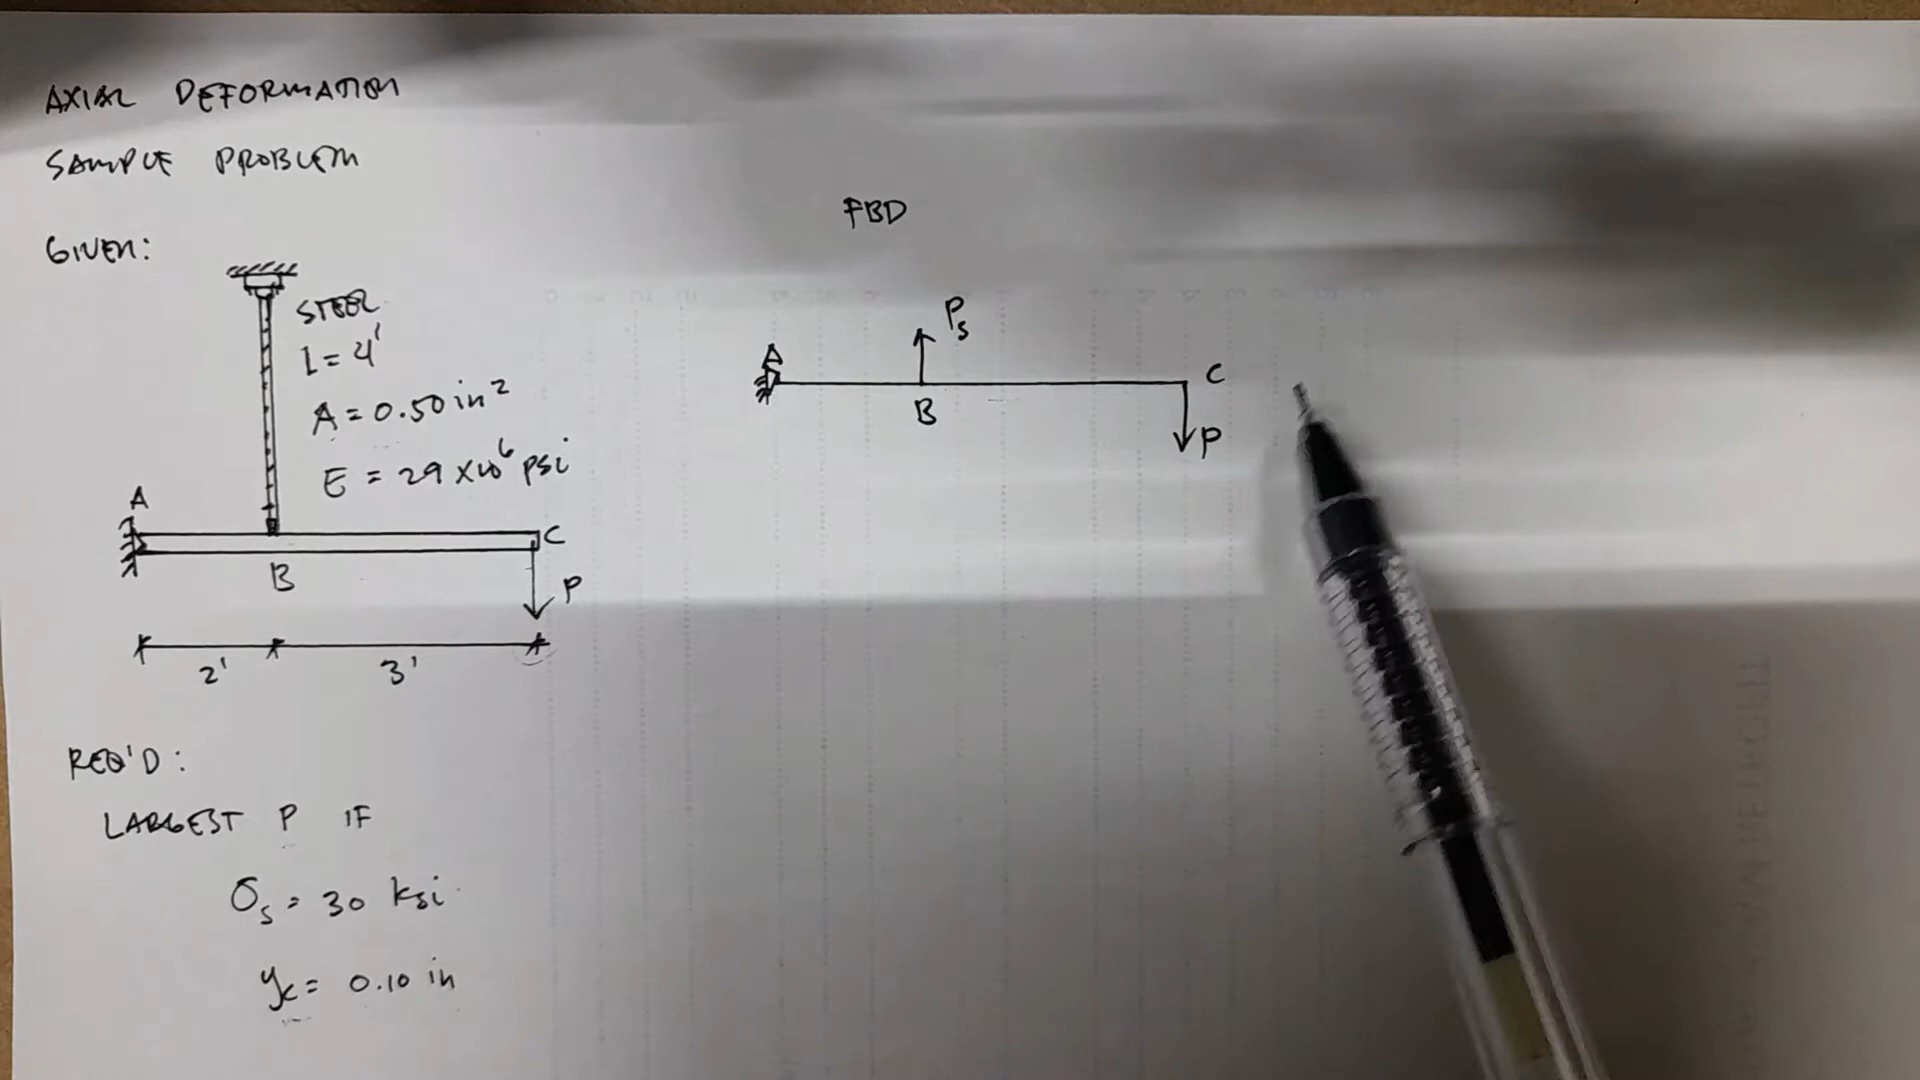 AXIAL DEFORMATION
SAMPLE PROBLEM
GIVEN:
STEEL
L = 4'
A = 0.50 in²
E = 29 x10⁶ psi
A
B
C
P
2'
3'
REQ'D:
LARGEST P IF
σs = 30 ksi
yc = 0.10 in
FBD
A
Ps
B
C
P